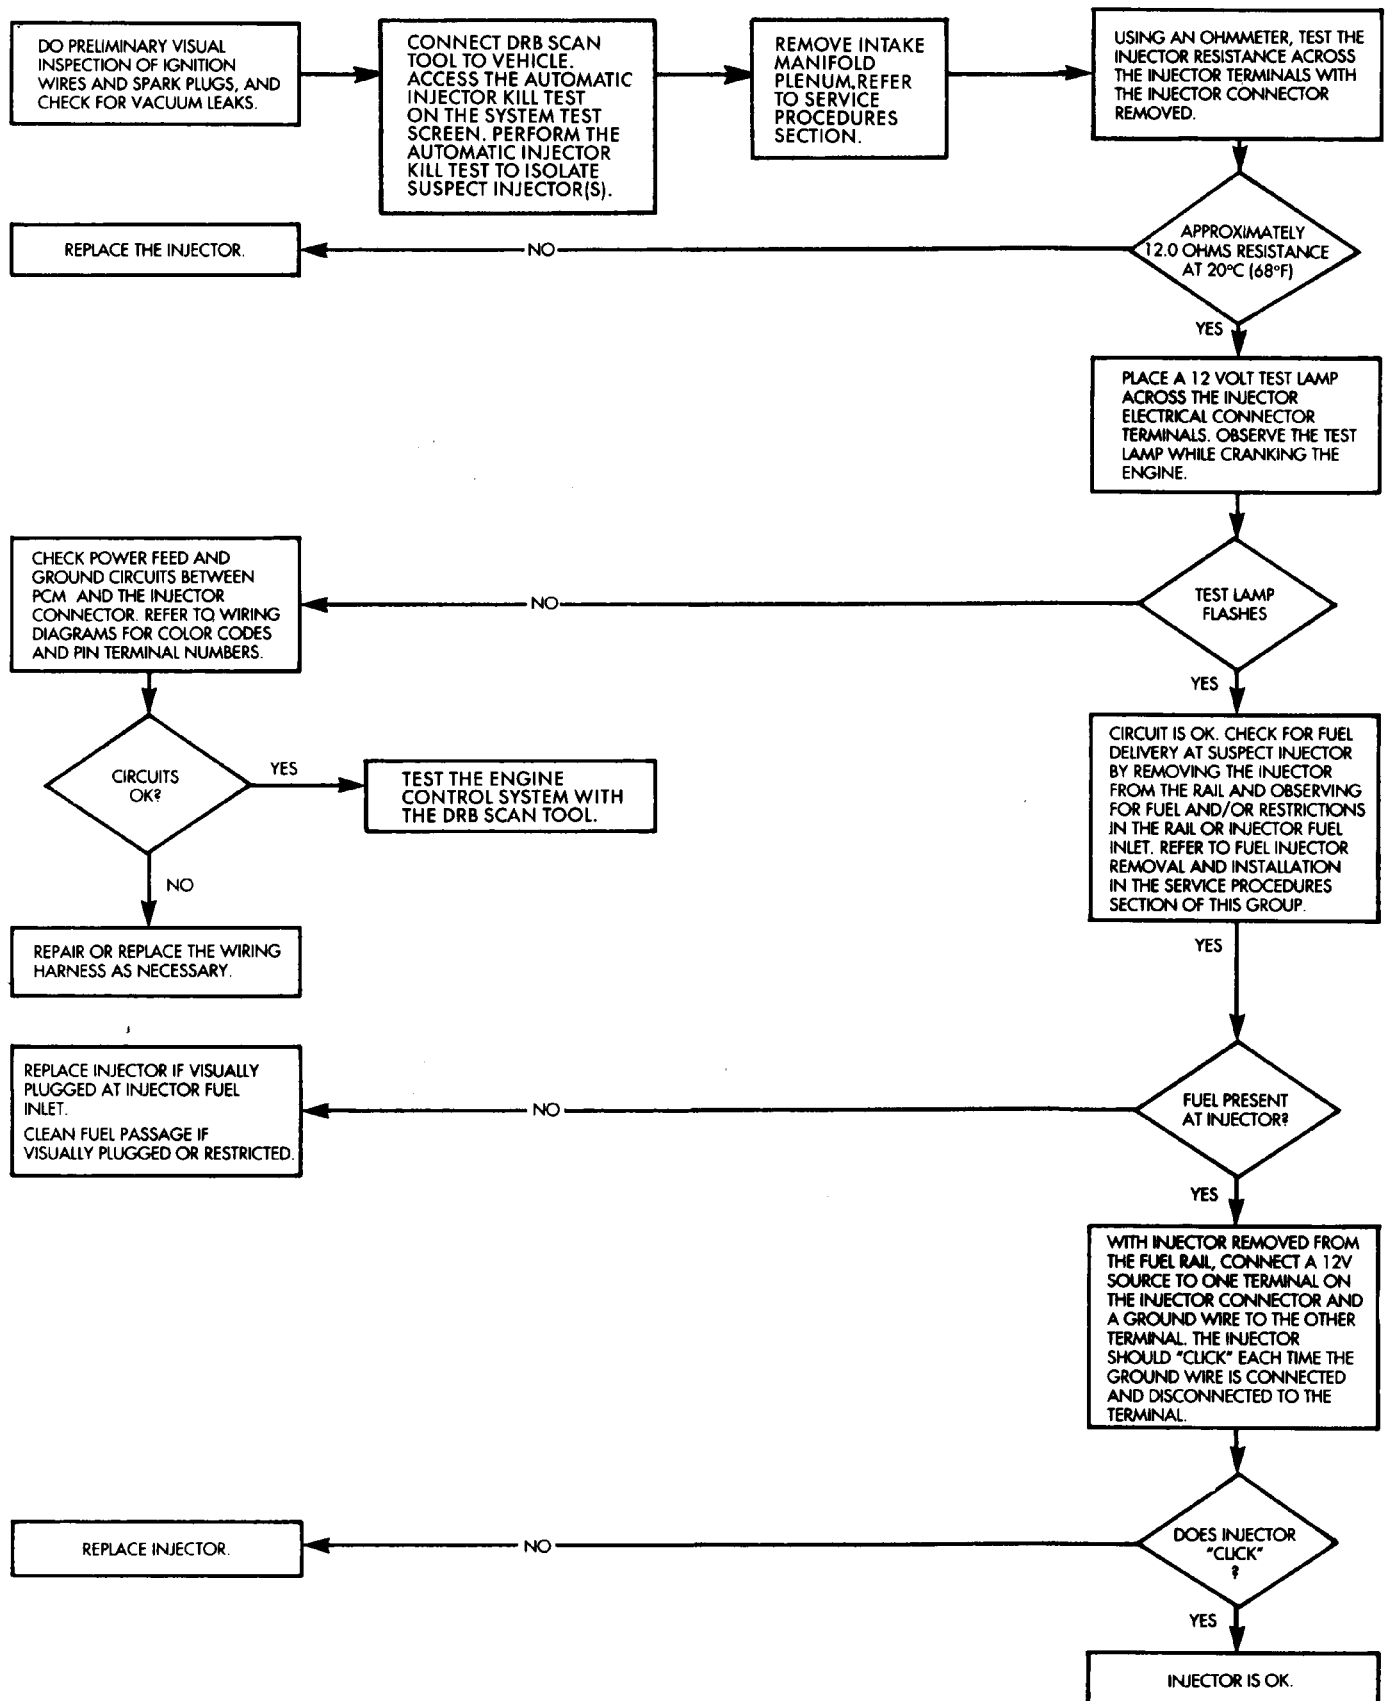 DO PRELIMINARY VISUAL
INSPECTION OF IGNITION
WIRES AND SPARK PLUGS, AND
CHECK FOR VACUUM LEAKS.
CONNECT DRB SCAN
TOOL TO VEHICLE.
ACCESS THE AUTOMATIC
INJECTOR KILL TEST
ON THE SYSTEM TEST
SCREEN. PERFORM THE
AUTOMATIC INJECTOR
KILL TEST TO ISOLATE
SUSPECT INJECTOR(S).
REMOVE INTAKE
MANIFOLD
PLENUM.REFER
TO SERVICE
PROCEDURES
SECTION.
USING AN OHMMETER, TEST THE
INJECTOR RESISTANCE ACROSS
THE INJECTOR TERMINALS WITH
THE INJECTOR CONNECTOR
REMOVED.
APPROXIMATELY
12.0 OHMS RESISTANCE
AT 20°C (68°F)
NO
REPLACE THE INJECTOR.
YES
PLACE A 12 VOLT TEST LAMP
ACROSS THE INJECTOR
ELECTRICAL CONNECTOR
TERMINALS. OBSERVE THE TEST
LAMP WHILE CRANKING THE
ENGINE.
TEST LAMP
FLASHES
NO
CHECK POWER FEED AND
GROUND CIRCUITS BETWEEN
PCM AND THE INJECTOR
CONNECTOR. REFER TO WIRING
DIAGRAMS FOR COLOR CODES
AND PIN TERMINAL NUMBERS.
CIRCUITS
OK?
YES
TEST THE ENGINE
CONTROL SYSTEM WITH
THE DRB SCAN TOOL.
NO
REPAIR OR REPLACE THE WIRING
HARNESS AS NECESSARY.
YES
CIRCUIT IS OK. CHECK FOR FUEL
DELIVERY AT SUSPECT INJECTOR
BY REMOVING THE INJECTOR
FROM THE RAIL AND OBSERVING
FOR FUEL AND/OR RESTRICTIONS
IN THE RAIL OR INJECTOR FUEL
INLET. REFER TO FUEL INJECTOR
REMOVAL AND INSTALLATION
IN THE SERVICE PROCEDURES
SECTION OF THIS GROUP.
YES
FUEL PRESENT
AT INJECTOR?
NO
REPLACE INJECTOR IF VISUALLY
PLUGGED AT INJECTOR FUEL
INLET.
CLEAN FUEL PASSAGE IF
VISUALLY PLUGGED OR RESTRICTED.
YES
WITH INJECTOR REMOVED FROM
THE FUEL RAIL, CONNECT A 12V
SOURCE TO ONE TERMINAL ON
THE INJECTOR CONNECTOR AND
A GROUND WIRE TO THE OTHER
TERMINAL. THE INJECTOR
SHOULD "CLICK" EACH TIME THE
GROUND WIRE IS CONNECTED
AND DISCONNECTED TO THE
TERMINAL.
DOES INJECTOR
"CLICK"
?
NO
REPLACE INJECTOR.
YES
INJECTOR IS OK.